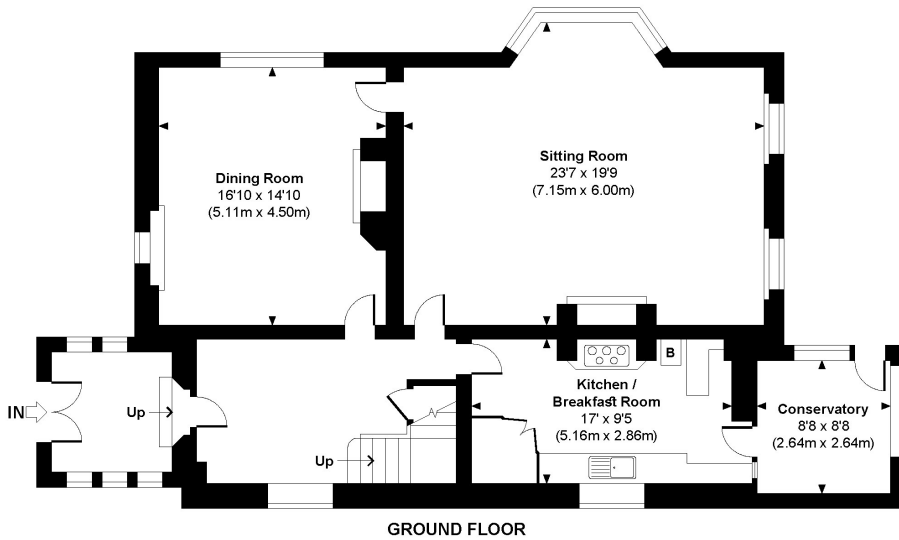 Dining Room
16'10 x 14'10
(5.11m x 4.50m)
Sitting Room
23'7 x 19'9
(7.15m x 6.00m)
IN
Up
Up
B
Kitchen /
Breakfast Room
17' x 9'5
(5.16m x 2.86m)
Conservatory
8'8 x 8'8
(2.64m x 2.64m)
GROUND FLOOR